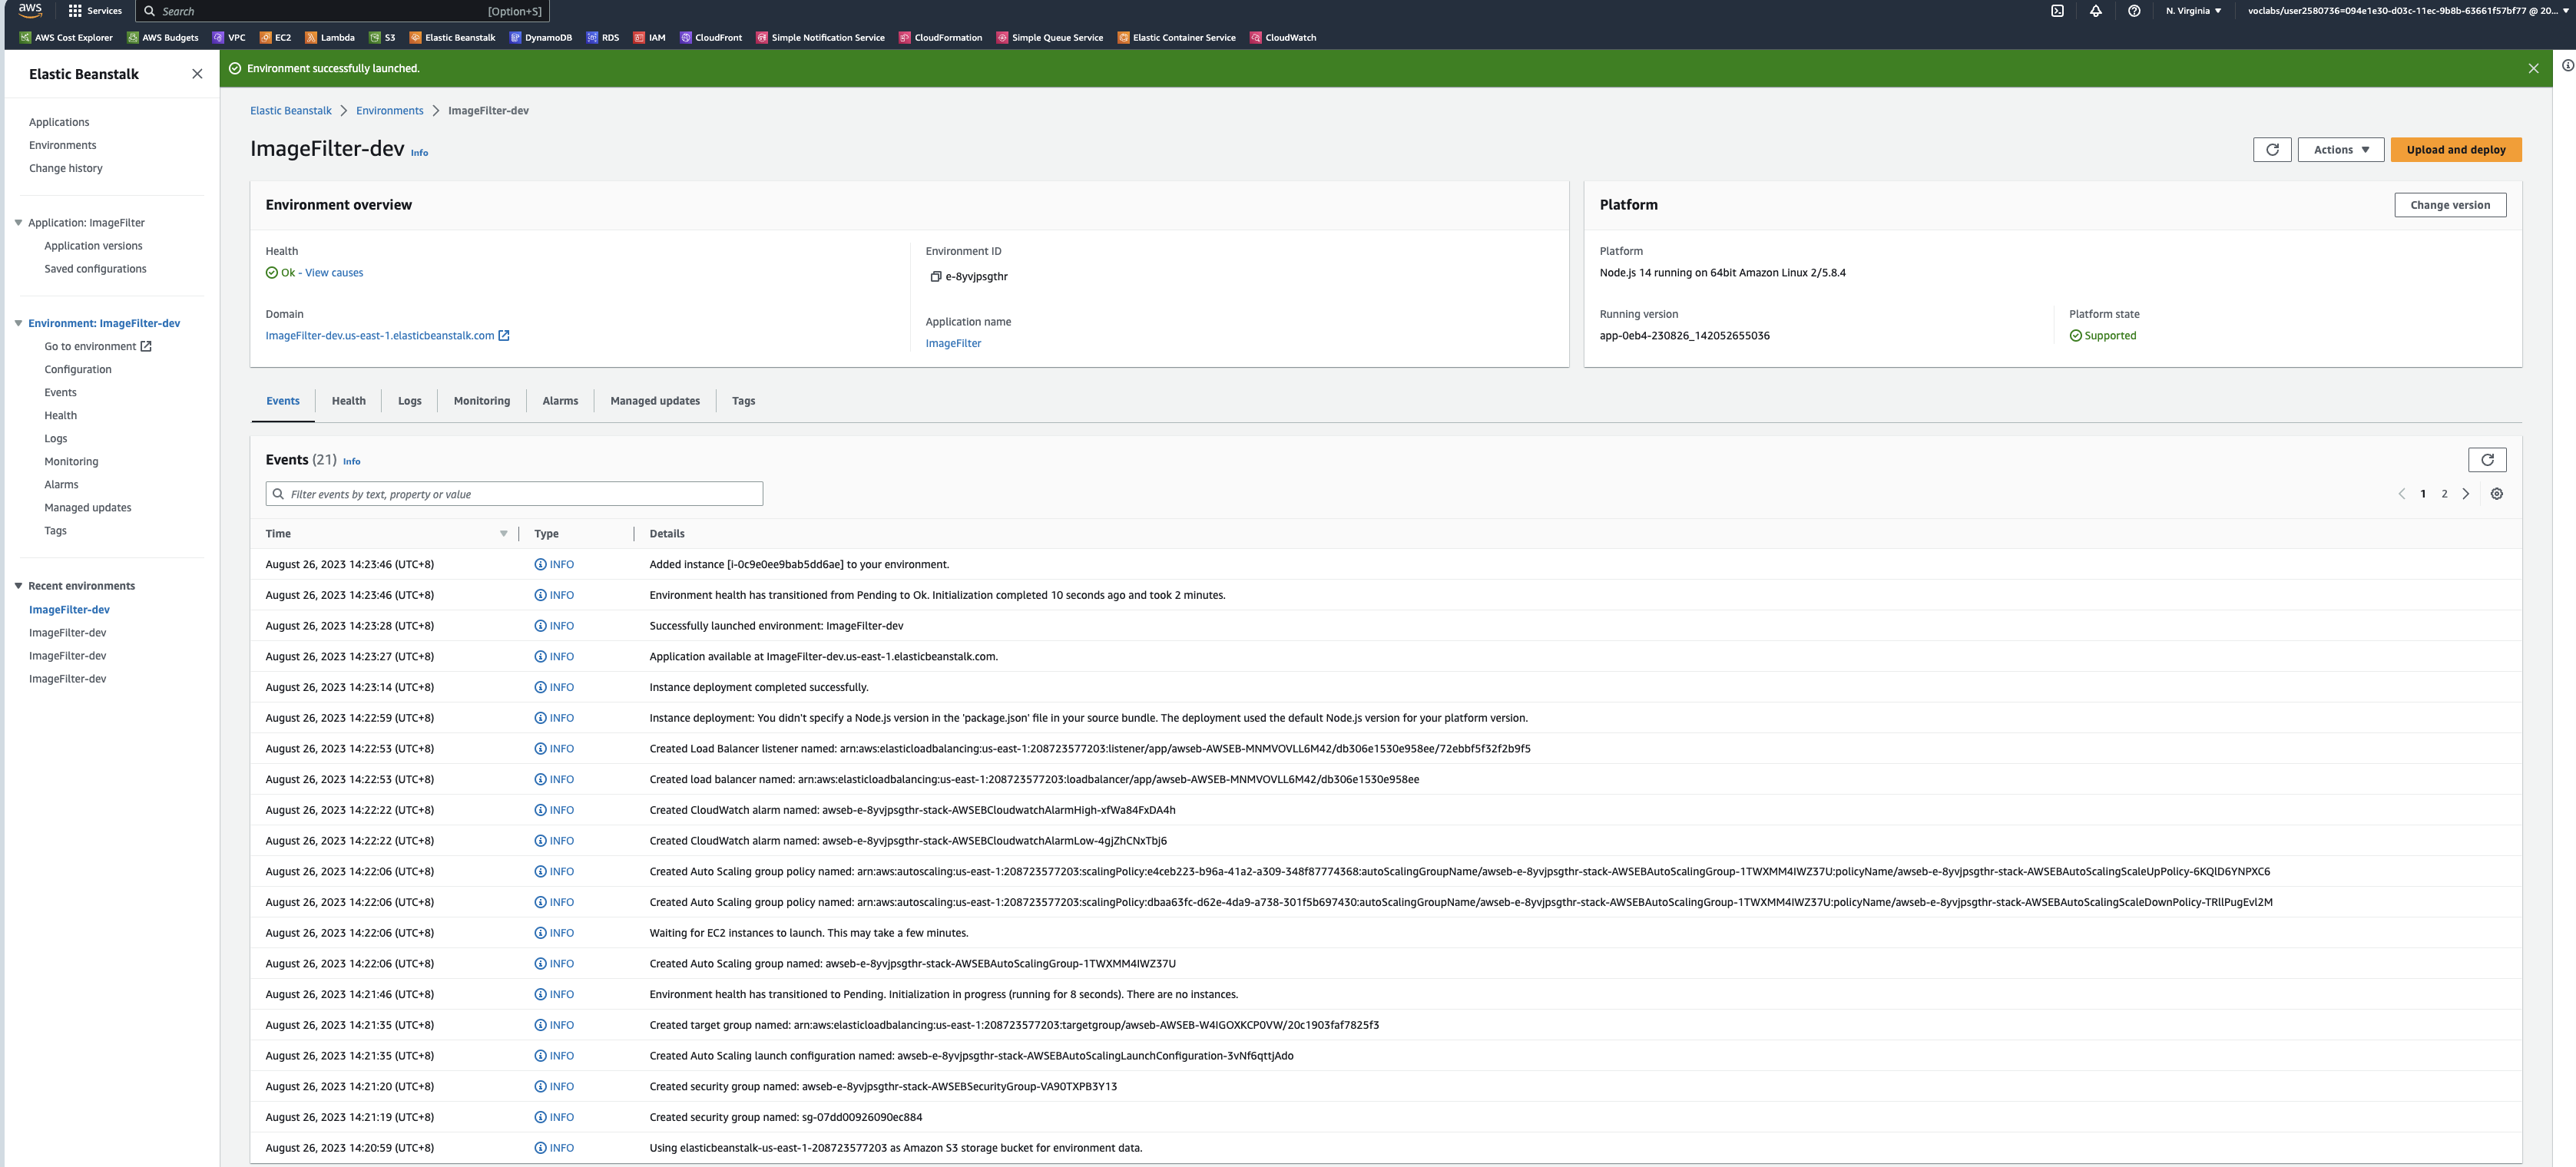 aws Services Search [Option+S] N. Virginia voclabs/user2580736=094e1e30-d03c-11ec-9b8b-63661f57bf77 @ 20...
AWS Cost Explorer AWS Budgets VPC EC2 Lambda S3 Elastic Beanstalk DynamoDB RDS IAM CloudFront Simple Notification Service CloudFormation Simple Queue Service Elastic Container Service CloudWatch
Elastic Beanstalk
Applications
Environments
Change history
Application: ImageFilter
Application versions
Saved configurations
Environment: ImageFilter-dev
Go to environment
Configuration
Events
Health
Logs
Monitoring
Alarms
Managed updates
Tags
Recent environments
ImageFilter-dev
ImageFilter-dev
ImageFilter-dev
ImageFilter-dev
Environment successfully launched.
Elastic Beanstalk Environments ImageFilter-dev
ImageFilter-dev Info
Actions Upload and deploy
Environment overview
Health
Ok - View causes
Domain
ImageFilter-dev.us-east-1.elasticbeanstalk.com
Environment ID
e-8yvjpsgthr
Application name
ImageFilter
Platform Change version
Platform
Node.js 14 running on 64bit Amazon Linux 2/5.8.4
Running version
app-0eb4-230826_142052655036
Platform state
Supported
Events Health Logs Monitoring Alarms Managed updates Tags
Events (21) Info
Filter events by text, property or value
1 2
Time Type Details
August 26, 2023 14:23:46 (UTC+8) INFO Added instance [i-0c9e0ee9bab5dd6ae] to your environment.
August 26, 2023 14:23:46 (UTC+8) INFO Environment health has transitioned from Pending to Ok. Initialization completed 10 seconds ago and took 2 minutes.
August 26, 2023 14:23:28 (UTC+8) INFO Successfully launched environment: ImageFilter-dev
August 26, 2023 14:23:27 (UTC+8) INFO Application available at ImageFilter-dev.us-east-1.elasticbeanstalk.com.
August 26, 2023 14:23:14 (UTC+8) INFO Instance deployment completed successfully.
August 26, 2023 14:22:59 (UTC+8) INFO Instance deployment: You didn't specify a Node.js version in the 'package.json' file in your source bundle. The deployment used the default Node.js version for your platform version.
August 26, 2023 14:22:53 (UTC+8) INFO Created Load Balancer listener named: arn:aws:elasticloadbalancing:us-east-1:208723577203:listener/app/awseb-AWSEB-MNMVOVLL6M42/db306e1530e958ee/72ebbf5f32f2b9f5
August 26, 2023 14:22:53 (UTC+8) INFO Created load balancer named: arn:aws:elasticloadbalancing:us-east-1:208723577203:loadbalancer/app/awseb-AWSEB-MNMVOVLL6M42/db306e1530e958ee
August 26, 2023 14:22:22 (UTC+8) INFO Created CloudWatch alarm named: awseb-e-8yvjpsgthr-stack-AWSEBCloudwatchAlarmHigh-xfWa84FxDA4h
August 26, 2023 14:22:22 (UTC+8) INFO Created CloudWatch alarm named: awseb-e-8yvjpsgthr-stack-AWSEBCloudwatchAlarmLow-4gjZhCNxTbj6
August 26, 2023 14:22:06 (UTC+8) INFO Created Auto Scaling group policy named: arn:aws:autoscaling:us-east-1:208723577203:scalingPolicy:e4ceb223-b96a-41a2-a309-348f87774368:autoScalingGroupName/awseb-e-8yvjpsgthr-stack-AWSEBAutoScalingGroup-1TWXMM4IWZ37U:policyName/awseb-e-8yvjpsgthr-stack-AWSEBAutoScalingScaleUpPolicy-6KQlD6YNPXC6
August 26, 2023 14:22:06 (UTC+8) INFO Created Auto Scaling group policy named: arn:aws:autoscaling:us-east-1:208723577203:scalingPolicy:dbaa63fc-d62e-4da9-a738-301f5b697430:autoScalingGroupName/awseb-e-8yvjpsgthr-stack-AWSEBAutoScalingGroup-1TWXMM4IWZ37U:policyName/awseb-e-8yvjpsgthr-stack-AWSEBAutoScalingScaleDownPolicy-TRllPugEvl2M
August 26, 2023 14:22:06 (UTC+8) INFO Waiting for EC2 instances to launch. This may take a few minutes.
August 26, 2023 14:22:06 (UTC+8) INFO Created Auto Scaling group named: awseb-e-8yvjpsgthr-stack-AWSEBAutoScalingGroup-1TWXMM4IWZ37U
August 26, 2023 14:21:46 (UTC+8) INFO Environment health has transitioned to Pending. Initialization in progress (running for 8 seconds). There are no instances.
August 26, 2023 14:21:35 (UTC+8) INFO Created target group named: arn:aws:elasticloadbalancing:us-east-1:208723577203:targetgroup/awseb-AWSEB-W4IGOXKCP0VW/20c1903faf7825f3
August 26, 2023 14:21:35 (UTC+8) INFO Created Auto Scaling launch configuration named: awseb-e-8yvjpsgthr-stack-AWSEBAutoScalingLaunchConfiguration-3vNf6qttjAdo
August 26, 2023 14:21:20 (UTC+8) INFO Created security group named: awseb-e-8yvjpsgthr-stack-AWSEBSecurityGroup-VA90TXPB3Y13
August 26, 2023 14:21:19 (UTC+8) INFO Created security group named: sg-07dd00926090ec884
August 26, 2023 14:20:59 (UTC+8) INFO Using elasticbeanstalk-us-east-1-208723577203 as Amazon S3 storage bucket for environment data.